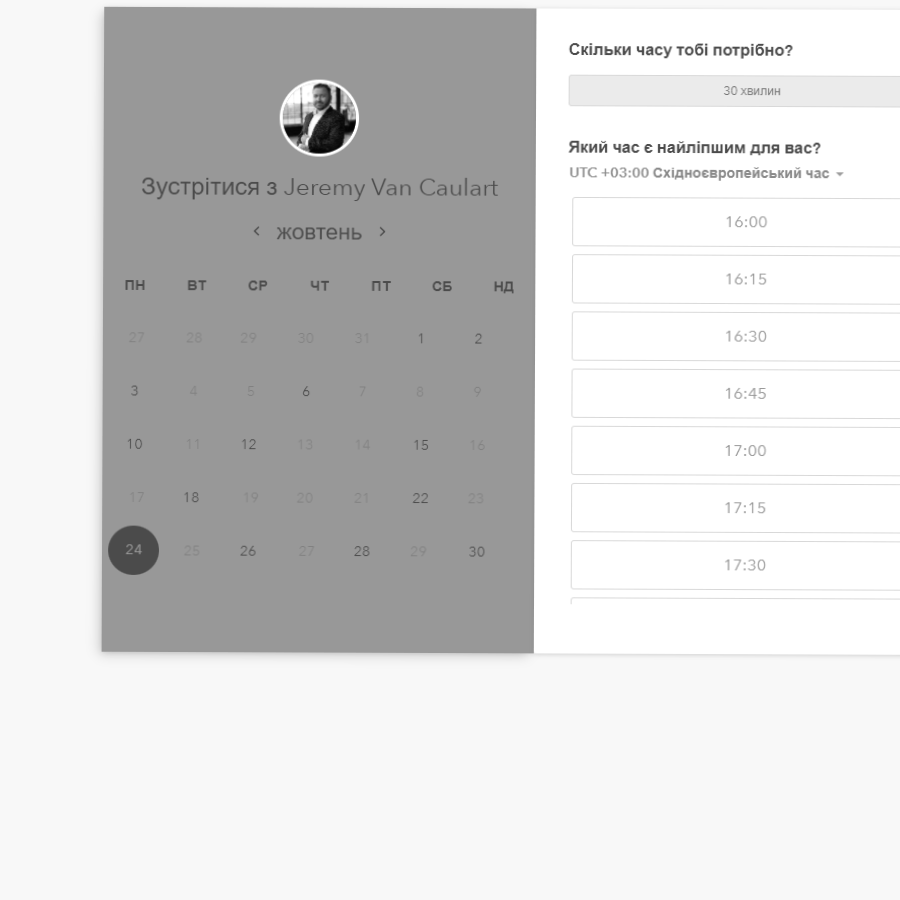 Зустрітися з Jeremy Van Caulart
жовтень
ПН ВТ СР ЧТ ПТ СБ НД
27 28 29 30 31 1 2
3 4 5 6 7 8 9
10 11 12 13 14 15 16
17 18 19 20 21 22 23
24 25 26 27 28 29 30
Скільки часу тобі потрібно?
30 хвилин
Який час є найліпшим для вас?
UTC +03:00 Східноєвропейський час
16:00
16:15
16:30
16:45
17:00
17:15
17:30